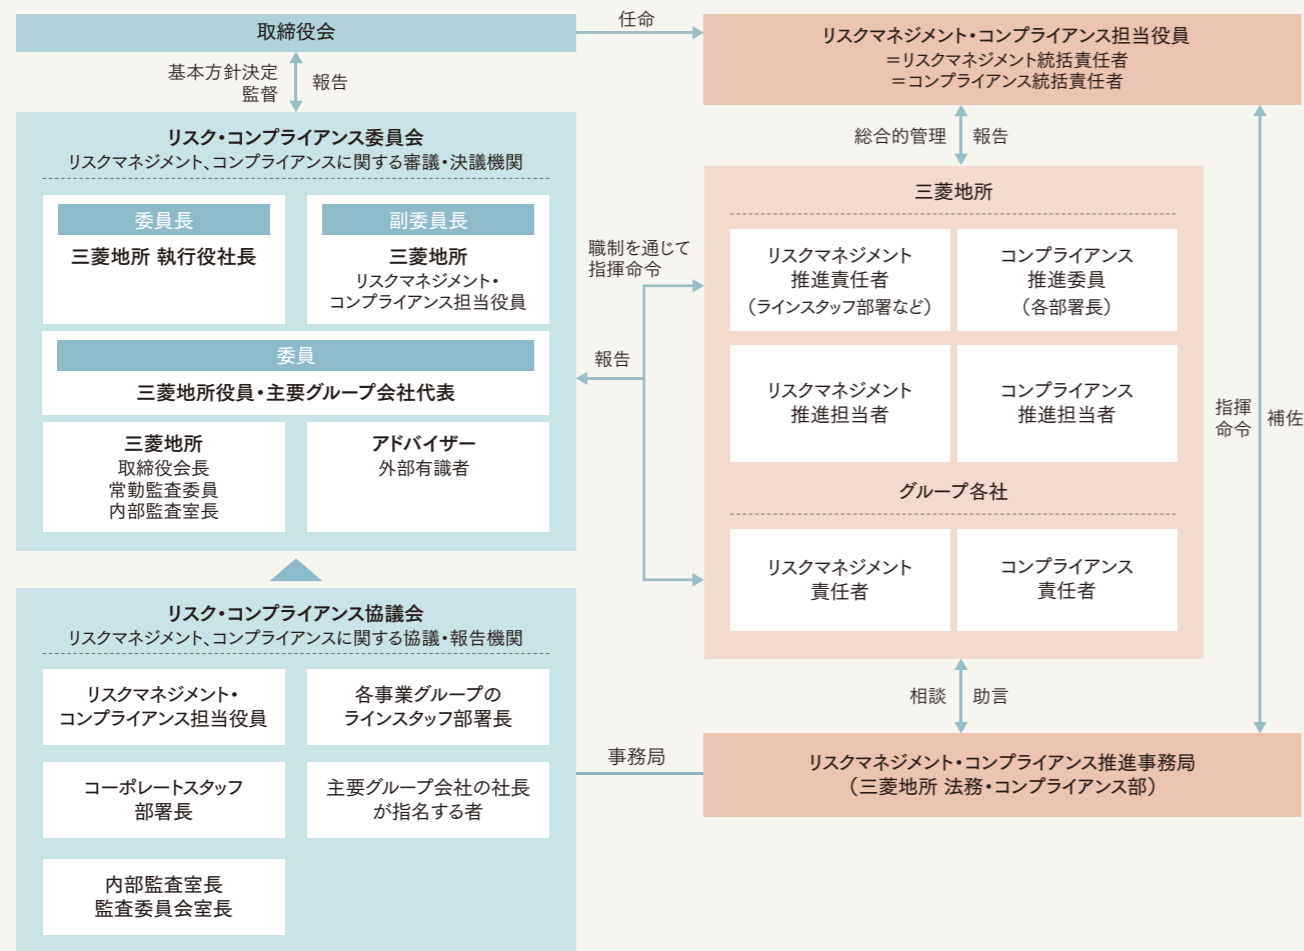 取締役会
任命
リスクマネジメント・コンプライアンス担当役員
＝リスクマネジメント統括責任者
＝コンプライアンス統括責任者
基本方針決定
監督
報告
リスク・コンプライアンス委員会
リスクマネジメント、コンプライアンスに関する審議・決議機関
委員長
三菱地所 執行役社長
副委員長
三菱地所
リスクマネジメント・
コンプライアンス担当役員
委員
三菱地所役員・主要グループ会社代表
三菱地所
取締役会長
常勤監査委員
内部監査室長
アドバイザー
外部有識者
職制を通じて
指揮命令
報告
総合的管理
報告
三菱地所
リスクマネジメント
推進責任者
（ラインスタッフ部署など）
コンプライアンス
推進委員
（各部署長）
リスクマネジメント
推進担当者
コンプライアンス
推進担当者
グループ各社
リスクマネジメント
責任者
コンプライアンス
責任者
指揮
命令
補佐
リスク・コンプライアンス協議会
リスクマネジメント、コンプライアンスに関する協議・報告機関
リスクマネジメント・
コンプライアンス担当役員
各事業グループの
ラインスタッフ部署長
コーポレートスタッフ
部署長
主要グループ会社の社長
が指名する者
内部監査室長
監査委員会室長
事務局
相談
助言
リスクマネジメント・コンプライアンス推進事務局
（三菱地所 法務・コンプライアンス部）